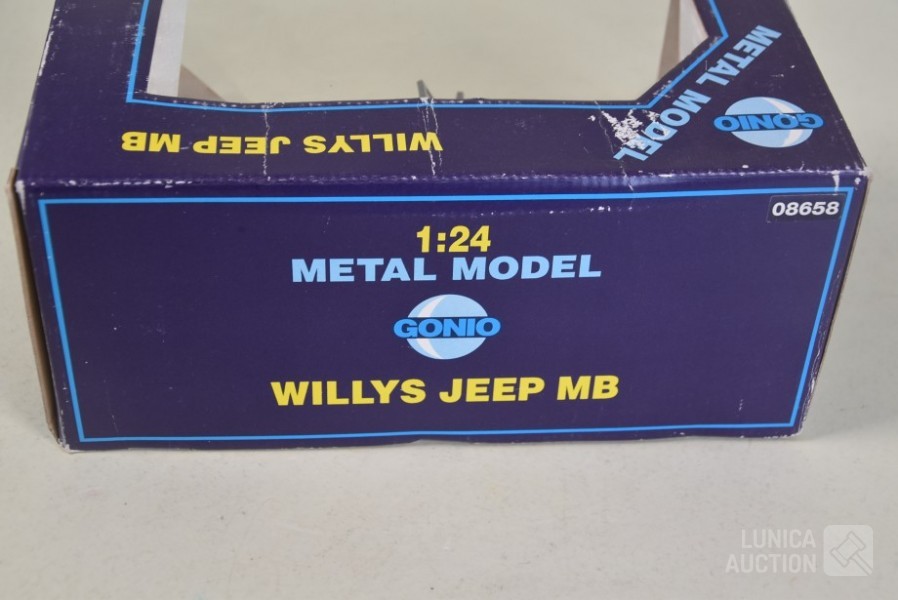 METAL MODEL
GONIO
WILLYS JEEP MB
08658
1:24
METAL MODEL
GONIO
WILLYS JEEP MB
LUNICA
AUCTION